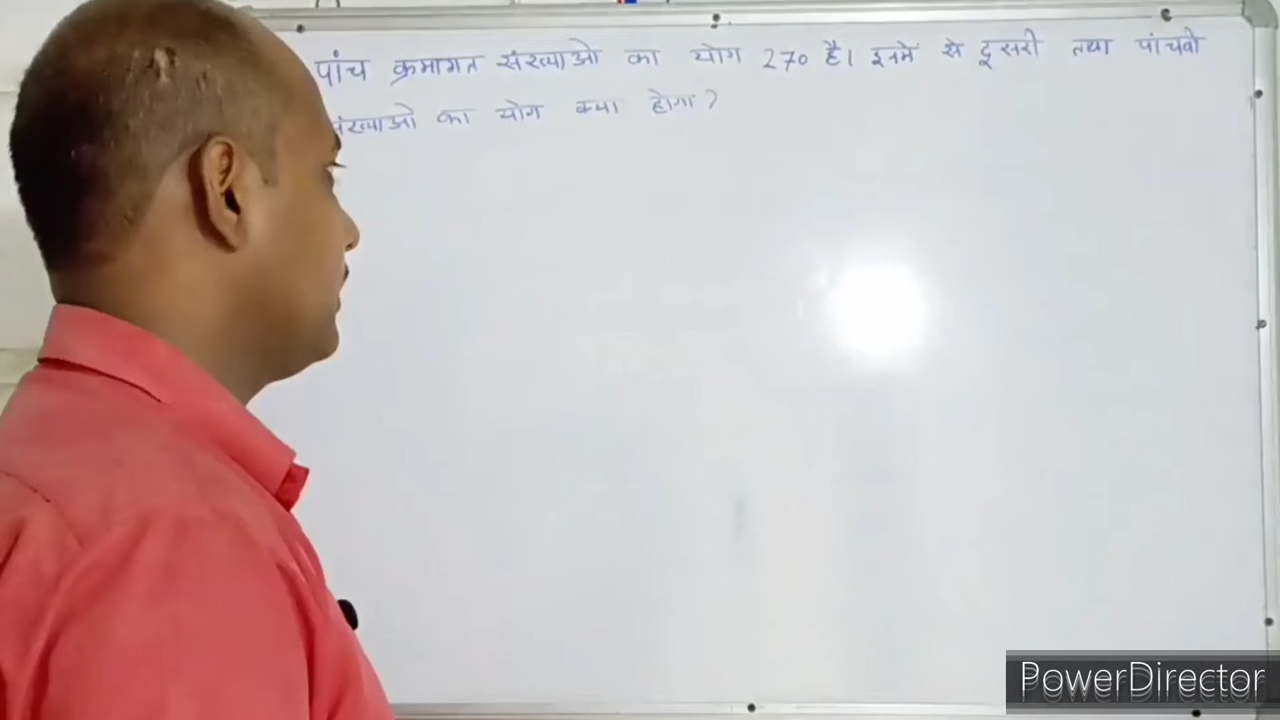 पांच क्रमागत संख्याओ का योग 270 है। इनमें से दूसरी तथा पांचवी
संख्याओ का योग क्या होगा?
PowerDirector